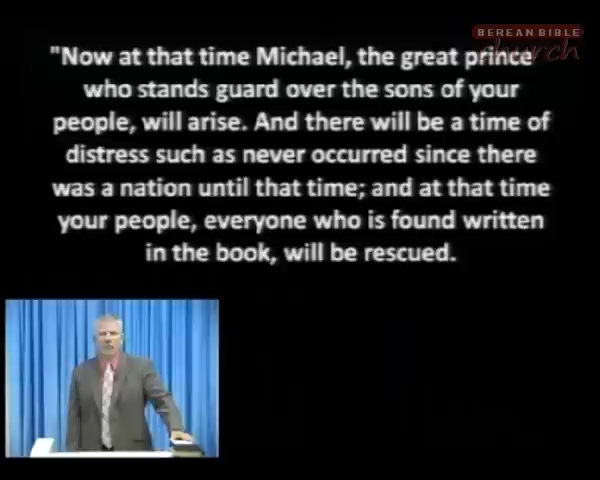 BEREAN BIBLE
church
"Now at that time Michael, the great prince
who stands guard over the sons of your
people, will arise. And there will be a time of
distress such as never occurred since there
was a nation until that time; and at that time
your people, everyone who is found written
in the book, will be rescued.